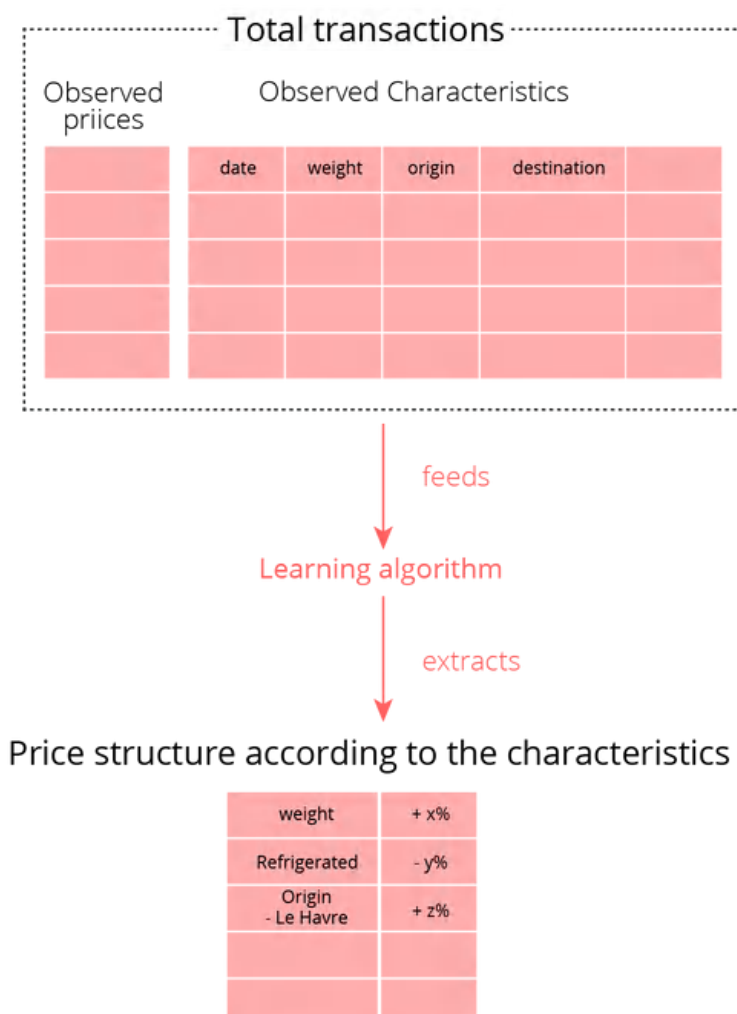 Total transactions
Observed
priices
Observed Characteristics
date weight origin destination
feeds
Learning algorithm
extracts
Price structure according to the characteristics
weight + x%
Refrigerated - y%
Origin
- Le Havre + z%